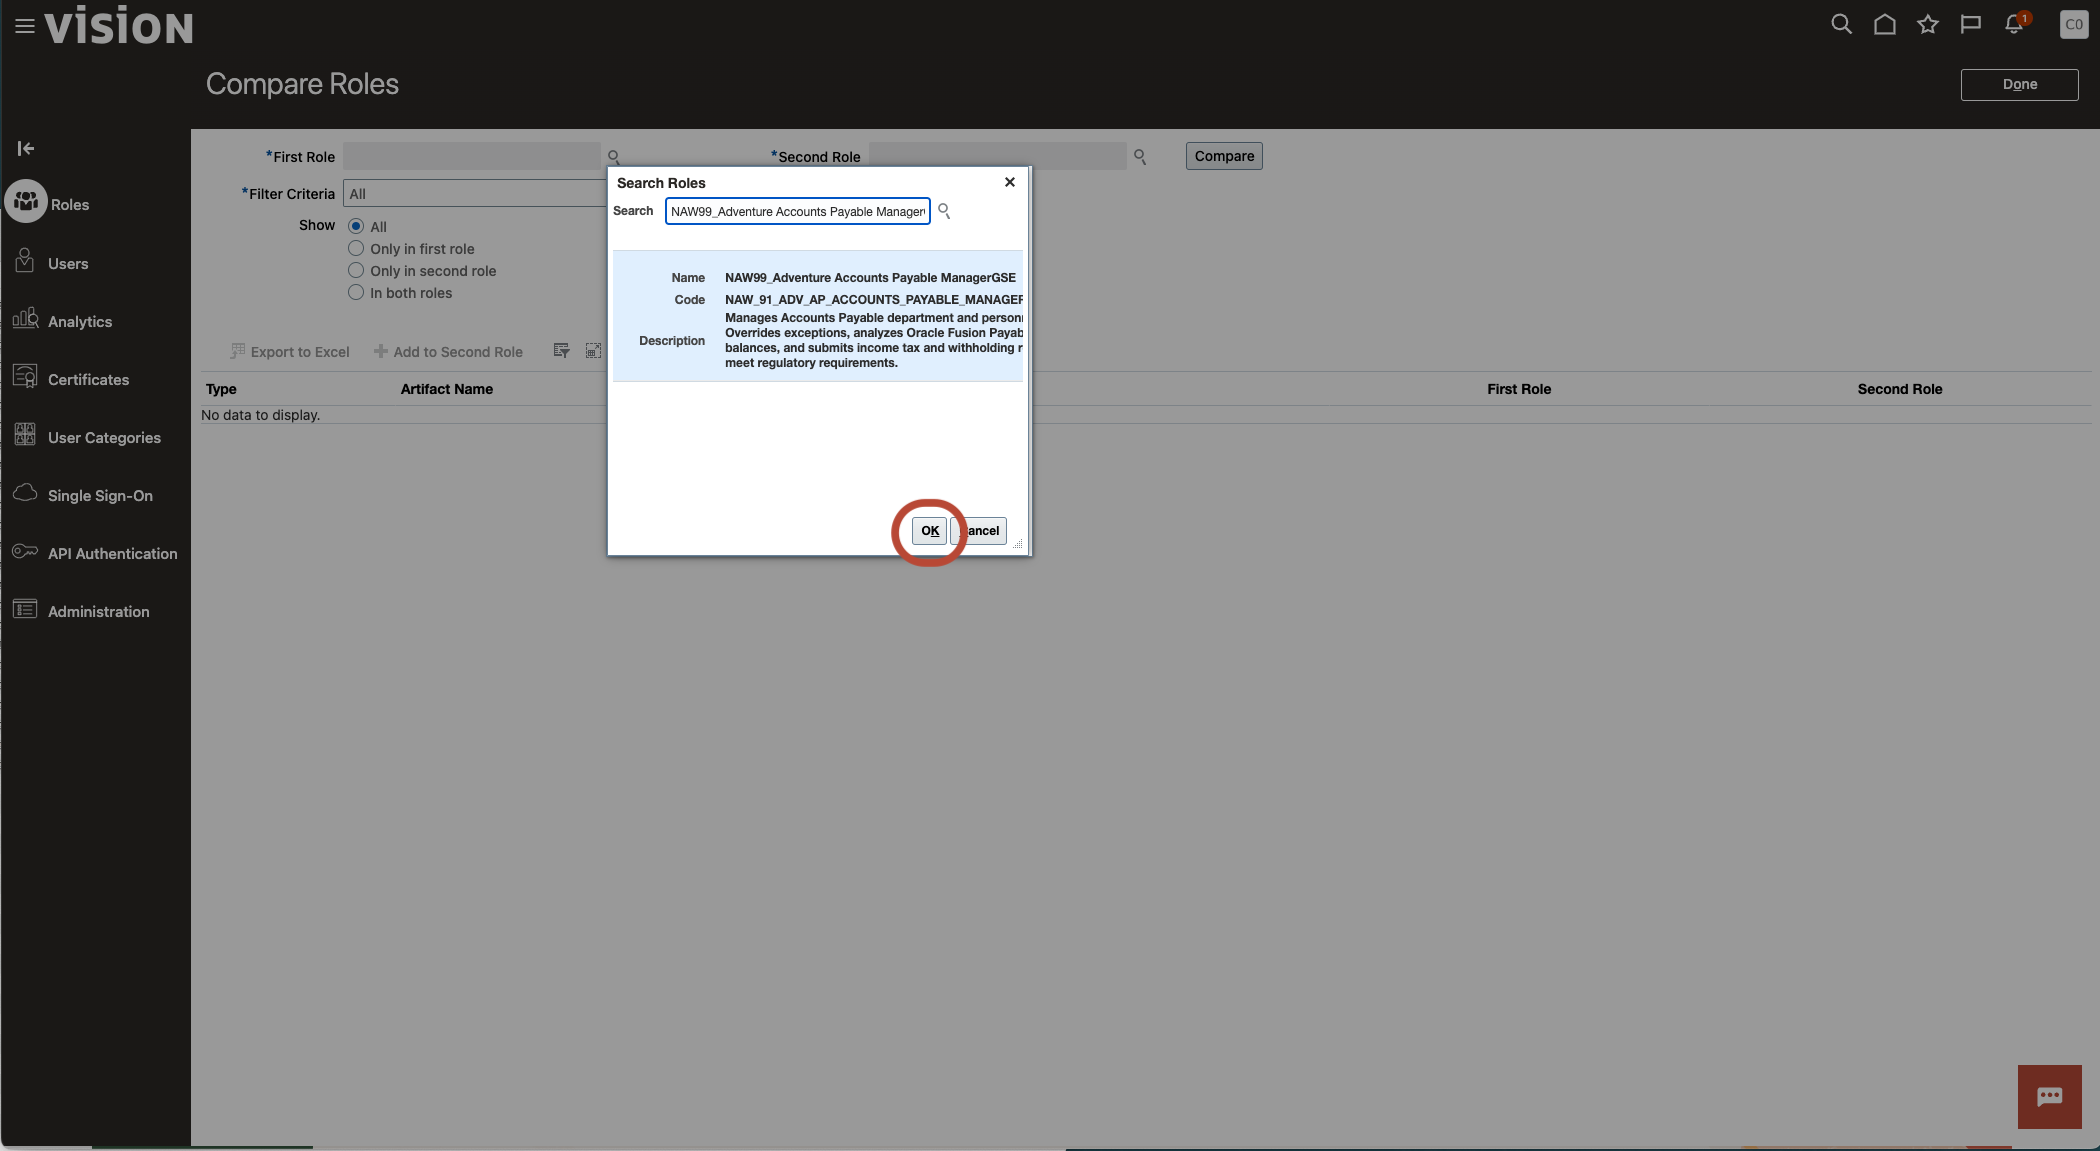 vision
1
CO
Compare Roles
Done
*First Role
*Second Role
Compare
*Filter Criteria
All
Show
All
Only in first role
Only in second role
In both roles
Export to Excel
Add to Second Role
Type
Artifact Name
First Role
Second Role
No data to display.
Roles
Users
Analytics
Certificates
User Categories
Single Sign-On
API Authentication
Administration
Search Roles
Search
NAW99_Adventure Accounts Payable Manager
Name
NAW99_Adventure Accounts Payable ManagerGSE
Code
NAW_91_ADV_AP_ACCOUNTS_PAYABLE_MANAGER
Description
Manages Accounts Payable department and
Overrides exceptions, analyzes Oracle Fusion
balances, and submits income tax and withholding
meet regulatory requirements.
OK
ancel